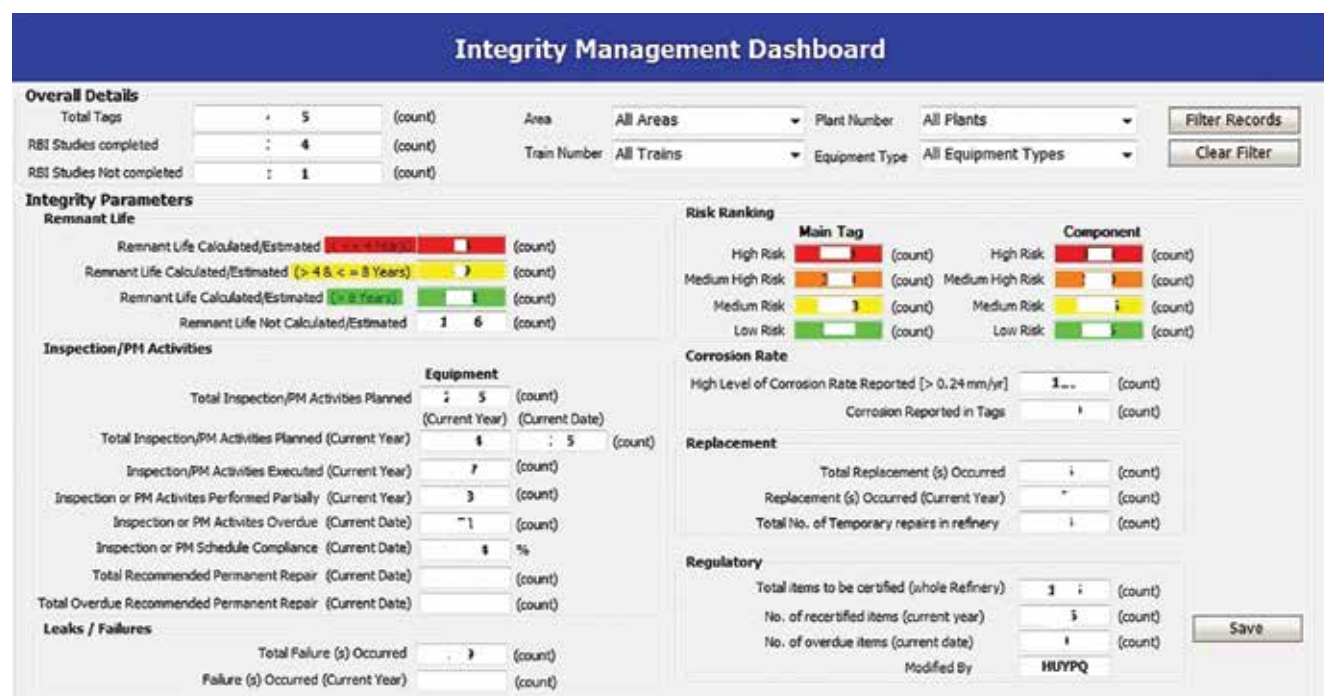 Integrity Management Dashboard
Overall Details
Total Tags 5 (count) Area All Areas Plant Number All Plants Filter Records
RBI Studies completed 4 (count) Train Number All Trains Equipment Type All Equipment Types Clear Filter
RBI Studies Not completed 1 (count)
Integrity Parameters
Remnant Life
Remnant Life Calculated/Estimated (count)
Remnant Life Calculated/Estimated (> 4 & < = 8 Years) (count)
Remnant Life Calculated/Estimated (> 8 Years) (count)
Remnant Life Not Calculated/Estimated 6 (count)
Inspection/PM Activities
Equipment
Total Inspection/PM Activities Planned 5 (count)
(Current Year) (Current Date)
Total Inspection/PM Activities Planned (Current Year) 5 (count)
Inspection/PM Activities Executed (Current Year) (count)
Inspection or PM Activites Performed Partially (Current Year) 3 (count)
Inspection or PM Activites Overdue (Current Date) (count)
Inspection or PM Schedule Compliance (Current Date) %
Total Recommended Permanent Repair (Current Date) (count)
Total Overdue Recommended Permanent Repair (Current Date) (count)
Leaks / Failures
Total Failure (s) Occurred (count)
Failure (s) Occurred (Current Year) (count)
Risk Ranking
Main Tag Component
High Risk (count) High Risk (count)
Medium High Risk (count) Medium High Risk (count)
Medium Risk (count) Medium Risk (count)
Low Risk (count) Low Risk (count)
Corrosion Rate
High Level of Corrosion Rate Reported [> 0.24 mm/yr] (count)
Corrosion Reported in Tags (count)
Replacement
Total Replacement (s) Occurred (count)
Replacement (s) Occurred (Current Year) (count)
Total No. of Temporary repairs in refinery (count)
Regulatory
Total items to be certified (whole Refinery) (count)
No. of recertified items (current year) (count)
No. of overdue items (current date) (count)
Modified By HUYPQ
Save